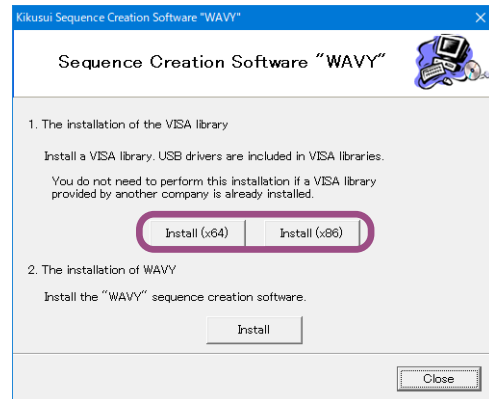 Kikusui Sequence Creation Software "WAVY"
Sequence Creation Software "WAVY"
1. The installation of the VISA library
Install a VISA library. USB drivers are included in VISA libraries.
You do not need to perform this installation if a VISA library
provided by another company is already installed.
Install (x64) Install (x86)
2. The installation of WAVY
Install the "WAVY" sequence creation software.
Install
Close